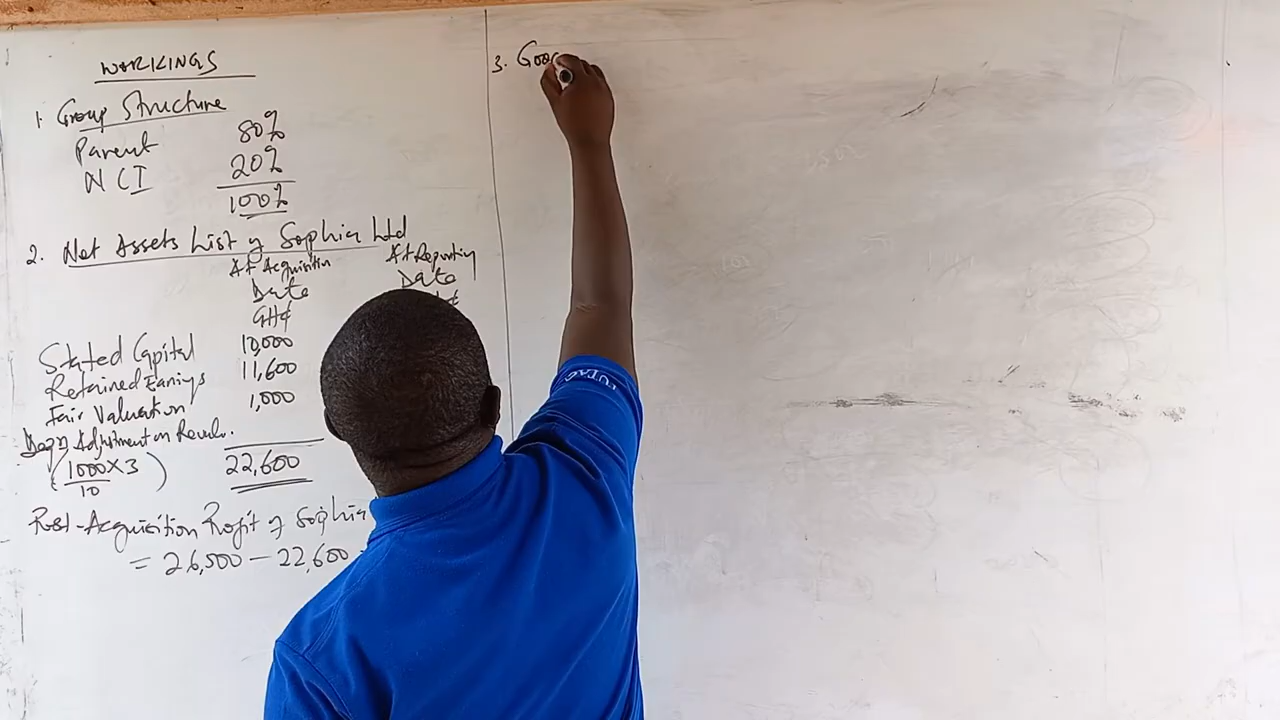 WORKINGS
1. Group Structure
Parent 80%
NCI 20%
100%
2. Net Assets List of Sophia Ltd
At Acquisition At Reporting
Date Date
GH¢
Stated Capital 10,000
Retained Earnings 11,600
Fair Valuation 1,000
Adjustment on
(1000 × 3
10) 22,600
Post-Acquisition Profit of Sophia
= 26,500 – 22,600
3. Goo